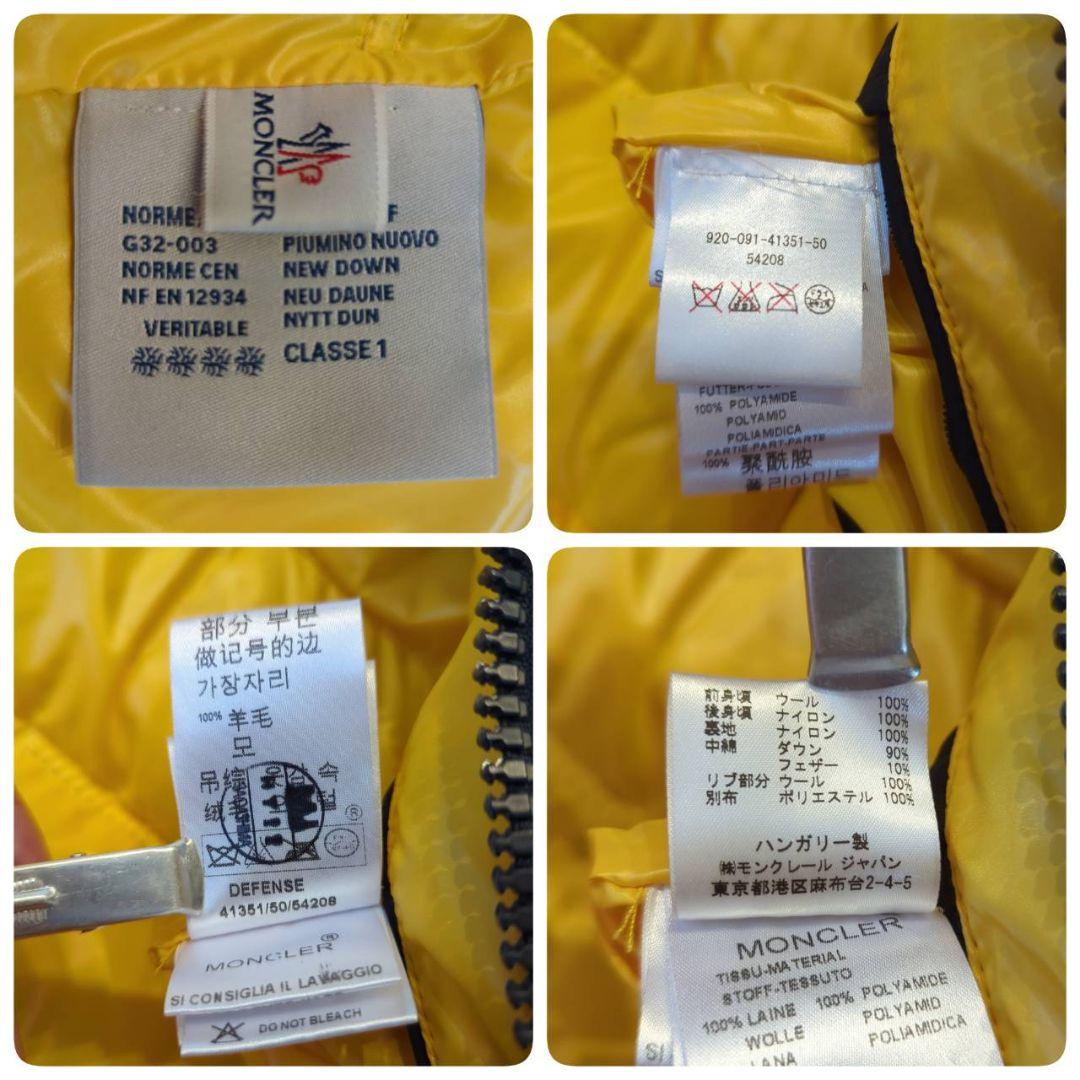 MONCLER
NORME
F
G32-003
PIUMINO NUOVO
NORME CEN
NEW DOWN
NF EN 12934
NEU DAUNE
NYTT DUN
VERITABLE
CLASSE 1
920-091-41351-50
54208
100% POLYAMIDE
POLYAMID
POLIAMIDICA
PARTIE-PART-PARTE
100% 聚酰胺
폴리아미드
部分 부분
做记号的边
가장자리
100% 羊毛
모
DEFENSE
41351/50/54208
MONCLER®
SI CONSIGLIA IL LAVAGGIO
DO NOT BLEACH
前身頃 ウール 100%
後身頃 ナイロン 100%
裏地 ナイロン 100%
中綿 ダウン 90%
フェザー 10%
リブ部分 ウール 100%
別布 ポリエステル 100%
ハンガリー製
㈱モンクレール ジャパン
東京都港区麻布台2-4-5
MONCLER
TISSU-MATERIAL
STOFF-TESSUTO
100% LAINE 100% POLYAMIDE
WOLLE POLYAMID
LANA POLIAMIDICA
SI